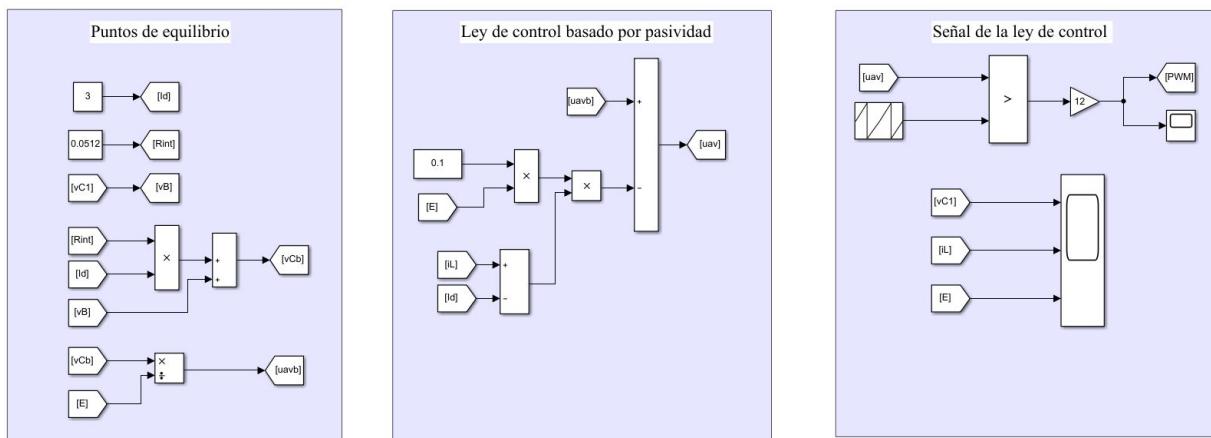 Puntos de equilibrio
3
[Id]
0.0512
[Rint]
[vC1]
[vB]
[Rint]
[Id]
×
+
+
[vCb]
[vB]
[vCb]
[E]
×
÷
[uavb]
Ley de control basado por pasividad
[uavb]
+
−
[uav]
0.1
[E]
×
×
[iL]
[Id]
+
−
Señal de la ley de control
[uav]
>
12
[PWM]
[vC1]
[iL]
[E]